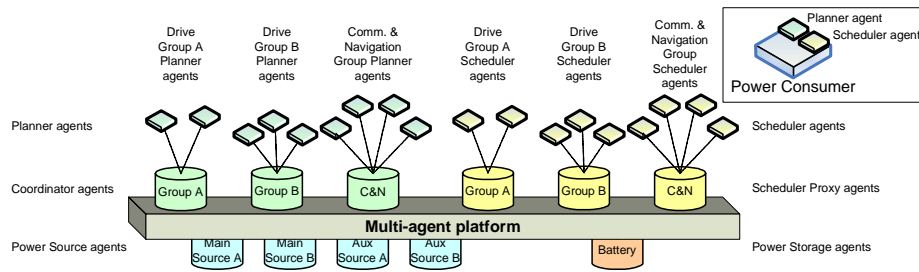 Drive
Group A
Planner
agents
Drive
Group B
Planner
agents
Comm. &
Navigation
Group Planner
agents
Drive
Group A
Scheduler
agents
Drive
Group B
Scheduler
agents
Comm. &
Navigation
Group
Scheduler
agents
Planner agent
Scheduler agent
Power Consumer
Planner agents
Scheduler agents
Coordinator agents
Group A
Group B
C&N
Group A
Group B
C&N
Scheduler Proxy agents
Multi-agent platform
Power Source agents
Main
Source A
Main
Source B
Aux
Source A
Aux
Source B
Battery
Power Storage agents